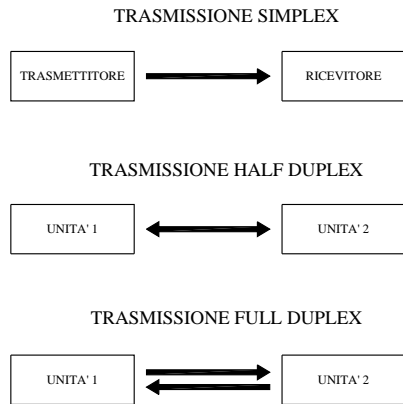 TRASMISSIONE SIMPLEX
TRASMETTITORE RICEVITORE
TRASMISSIONE HALF DUPLEX
UNITA' 1 UNITA' 2
TRASMISSIONE FULL DUPLEX
UNITA' 1 UNITA' 2